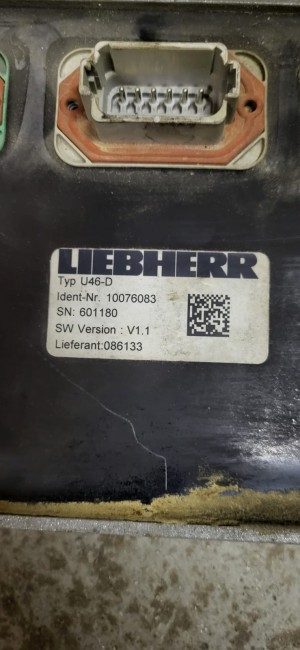 LIEBHERR
Typ U46-D
Ident-Nr. 10076083
SN: 601180
SW Version : V1.1
Lieferant:086133